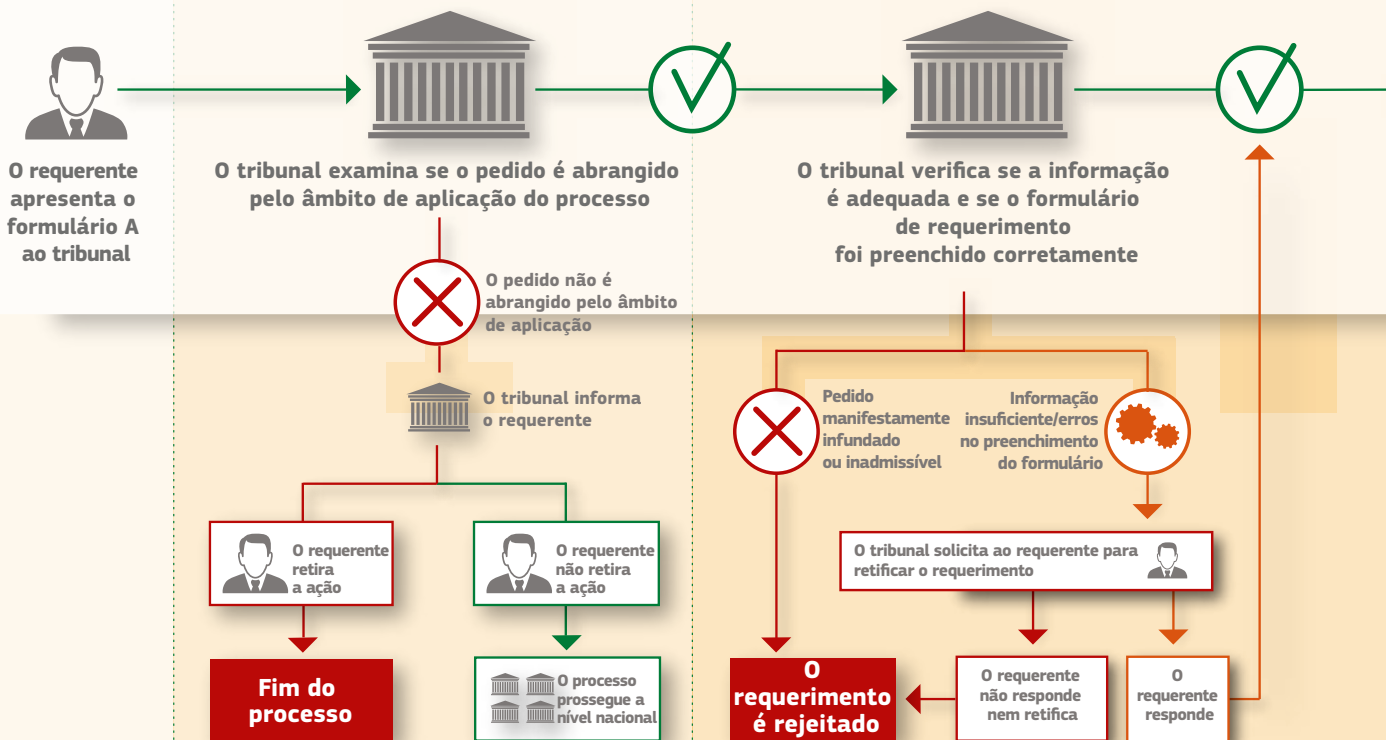 O requerente
apresenta o
formulário A
ao tribunal
O tribunal examina se o pedido é abrangido
pelo âmbito de aplicação do processo
O tribunal verifica se a informação
é adequada e se o formulário
de requerimento
foi preenchido corretamente
O pedido não é
abrangido pelo âmbito
de aplicação
O tribunal informa
o requerente
O requerente
retira
a ação
O requerente
não retira
a ação
Fim do
processo
O processo
prossegue a
nível nacional
Pedido
manifestamente
infundado
ou inadmissível
Informação
insuficiente/erros
no preenchimento
do formulário
O tribunal solicita ao requerente para
retificar o requerimento
O
requerimento
é rejeitado
O requerente
não responde
nem retifica
O
requerente
responde